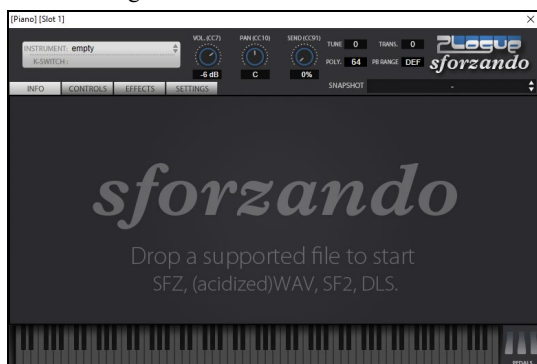 [Piano] [Slot 1]
INSTRUMENT: empty
K-SWITCH :
VOL. (CC7)
-6 dB
PAN (CC10)
C
SEND (CC91)
0%
TUNE 0 TRANS. 0
POLY. 64 PB RANGE DEF
Plogue
sforzando
INFO CONTROLS EFFECTS SETTINGS
SNAPSHOT -
sforzando
Drop a supported file to start
SFZ, (acidized)WAV, SF2, DLS.
PEDALS